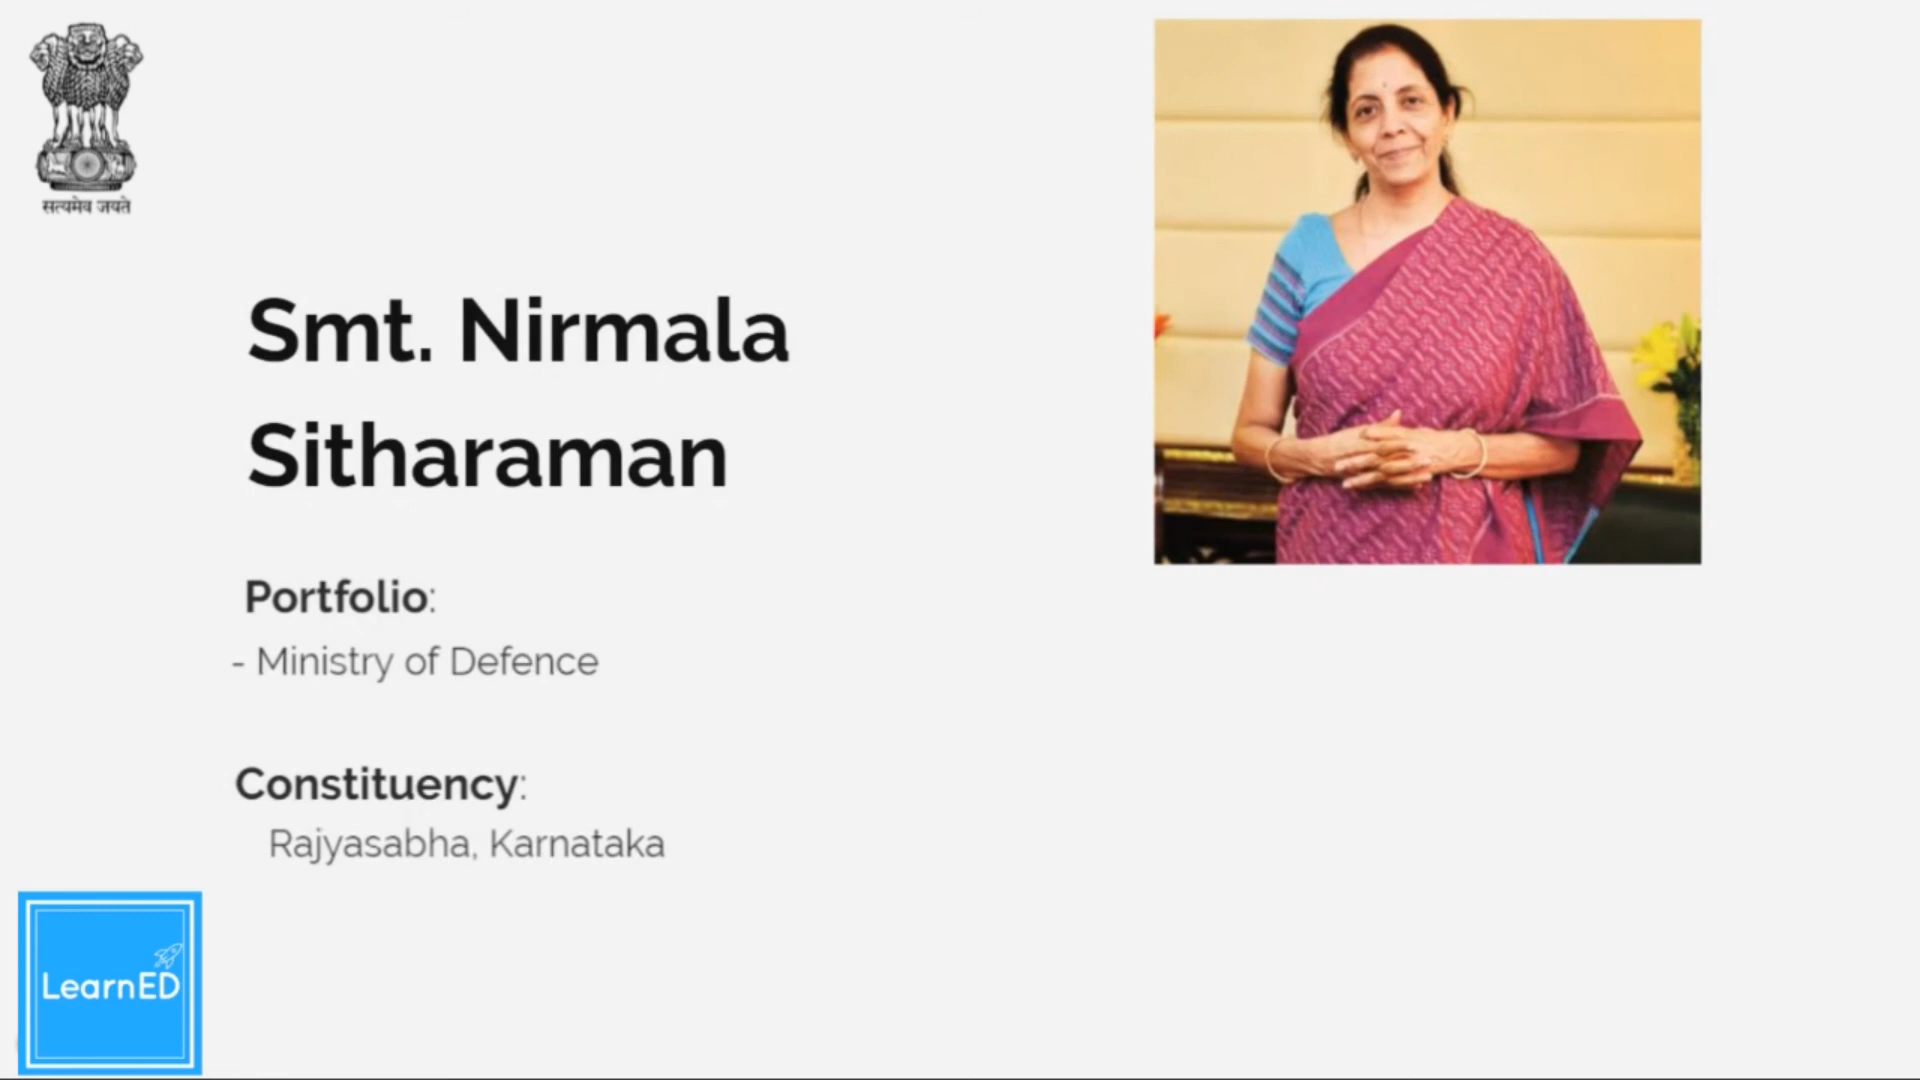 सत्यमेव जयते
Smt. Nirmala
Sitharaman
Portfolio:
- Ministry of Defence
Constituency:
Rajyasabha, Karnataka
LearnED